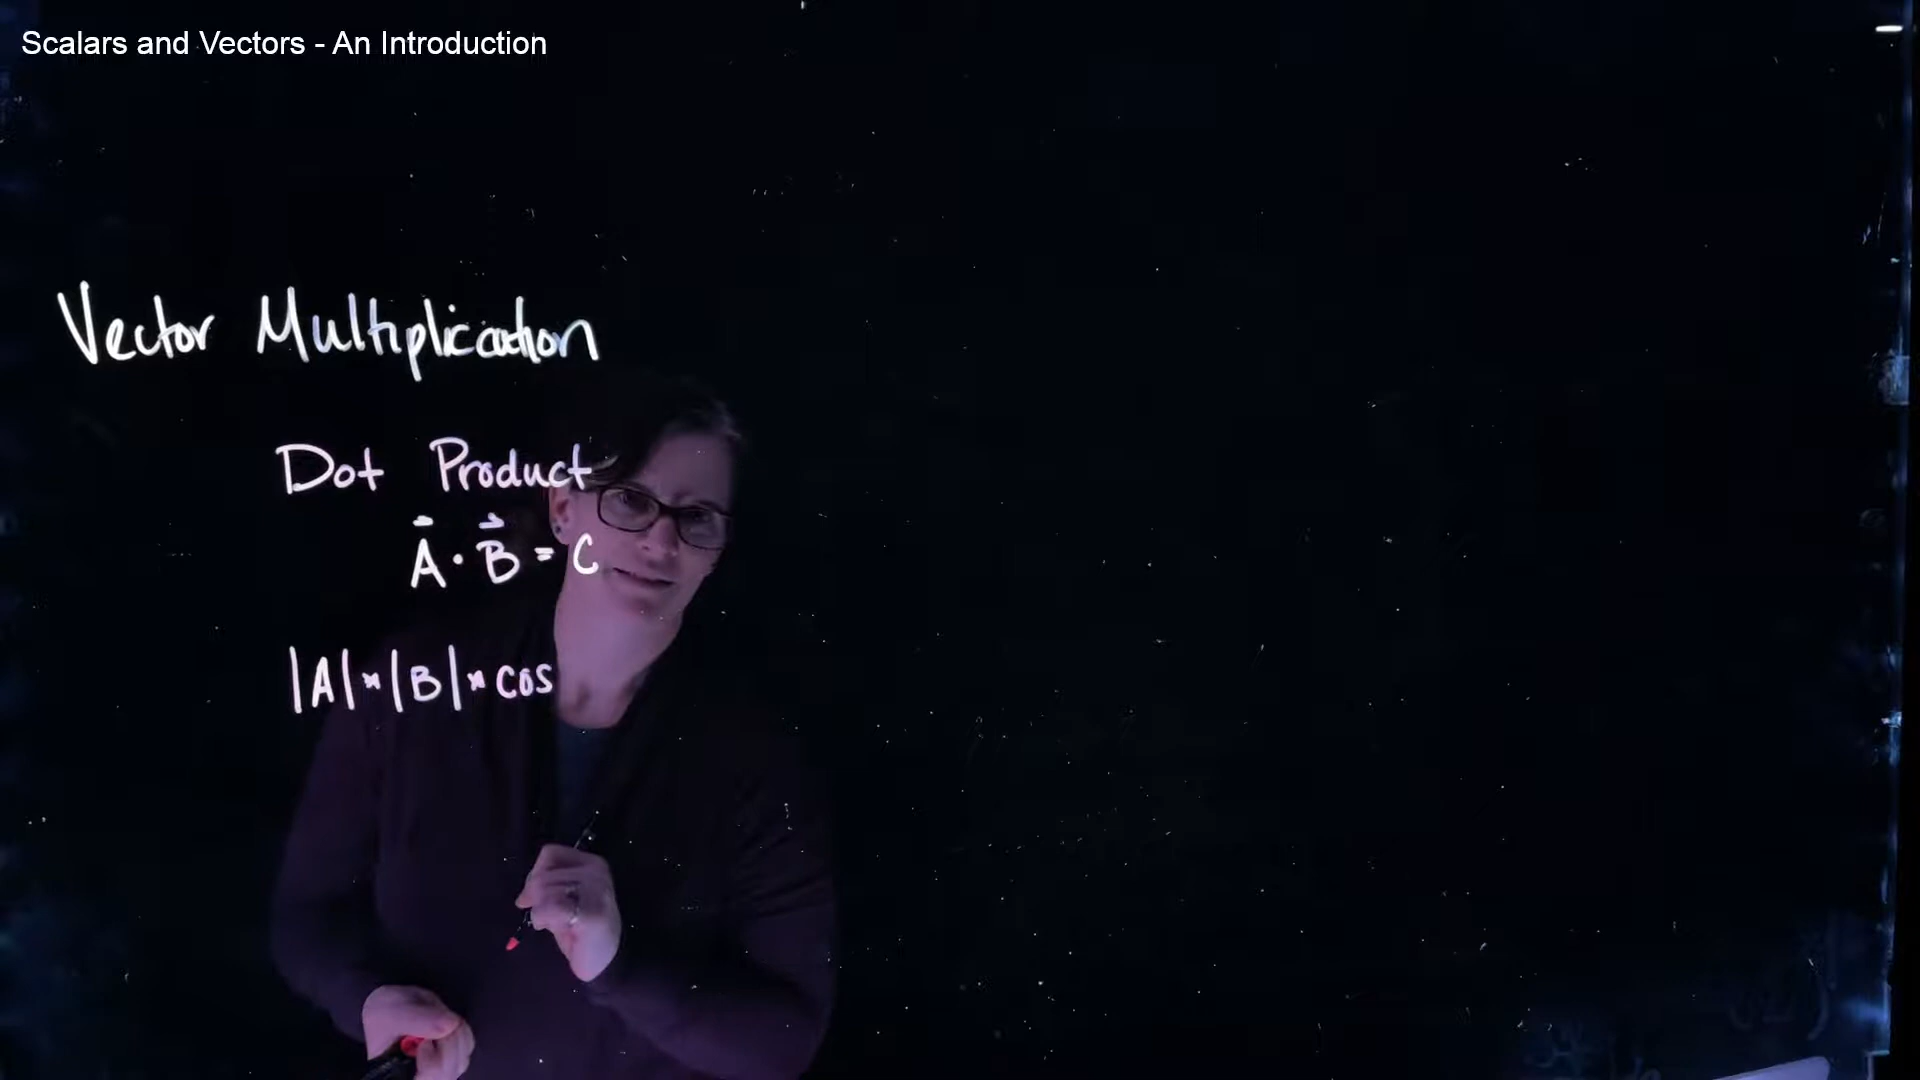 Scalars and Vectors - An Introduction
Vector Multiplication
Dot Product
A⃗ · B⃗ = C
|A| * |B| * cos